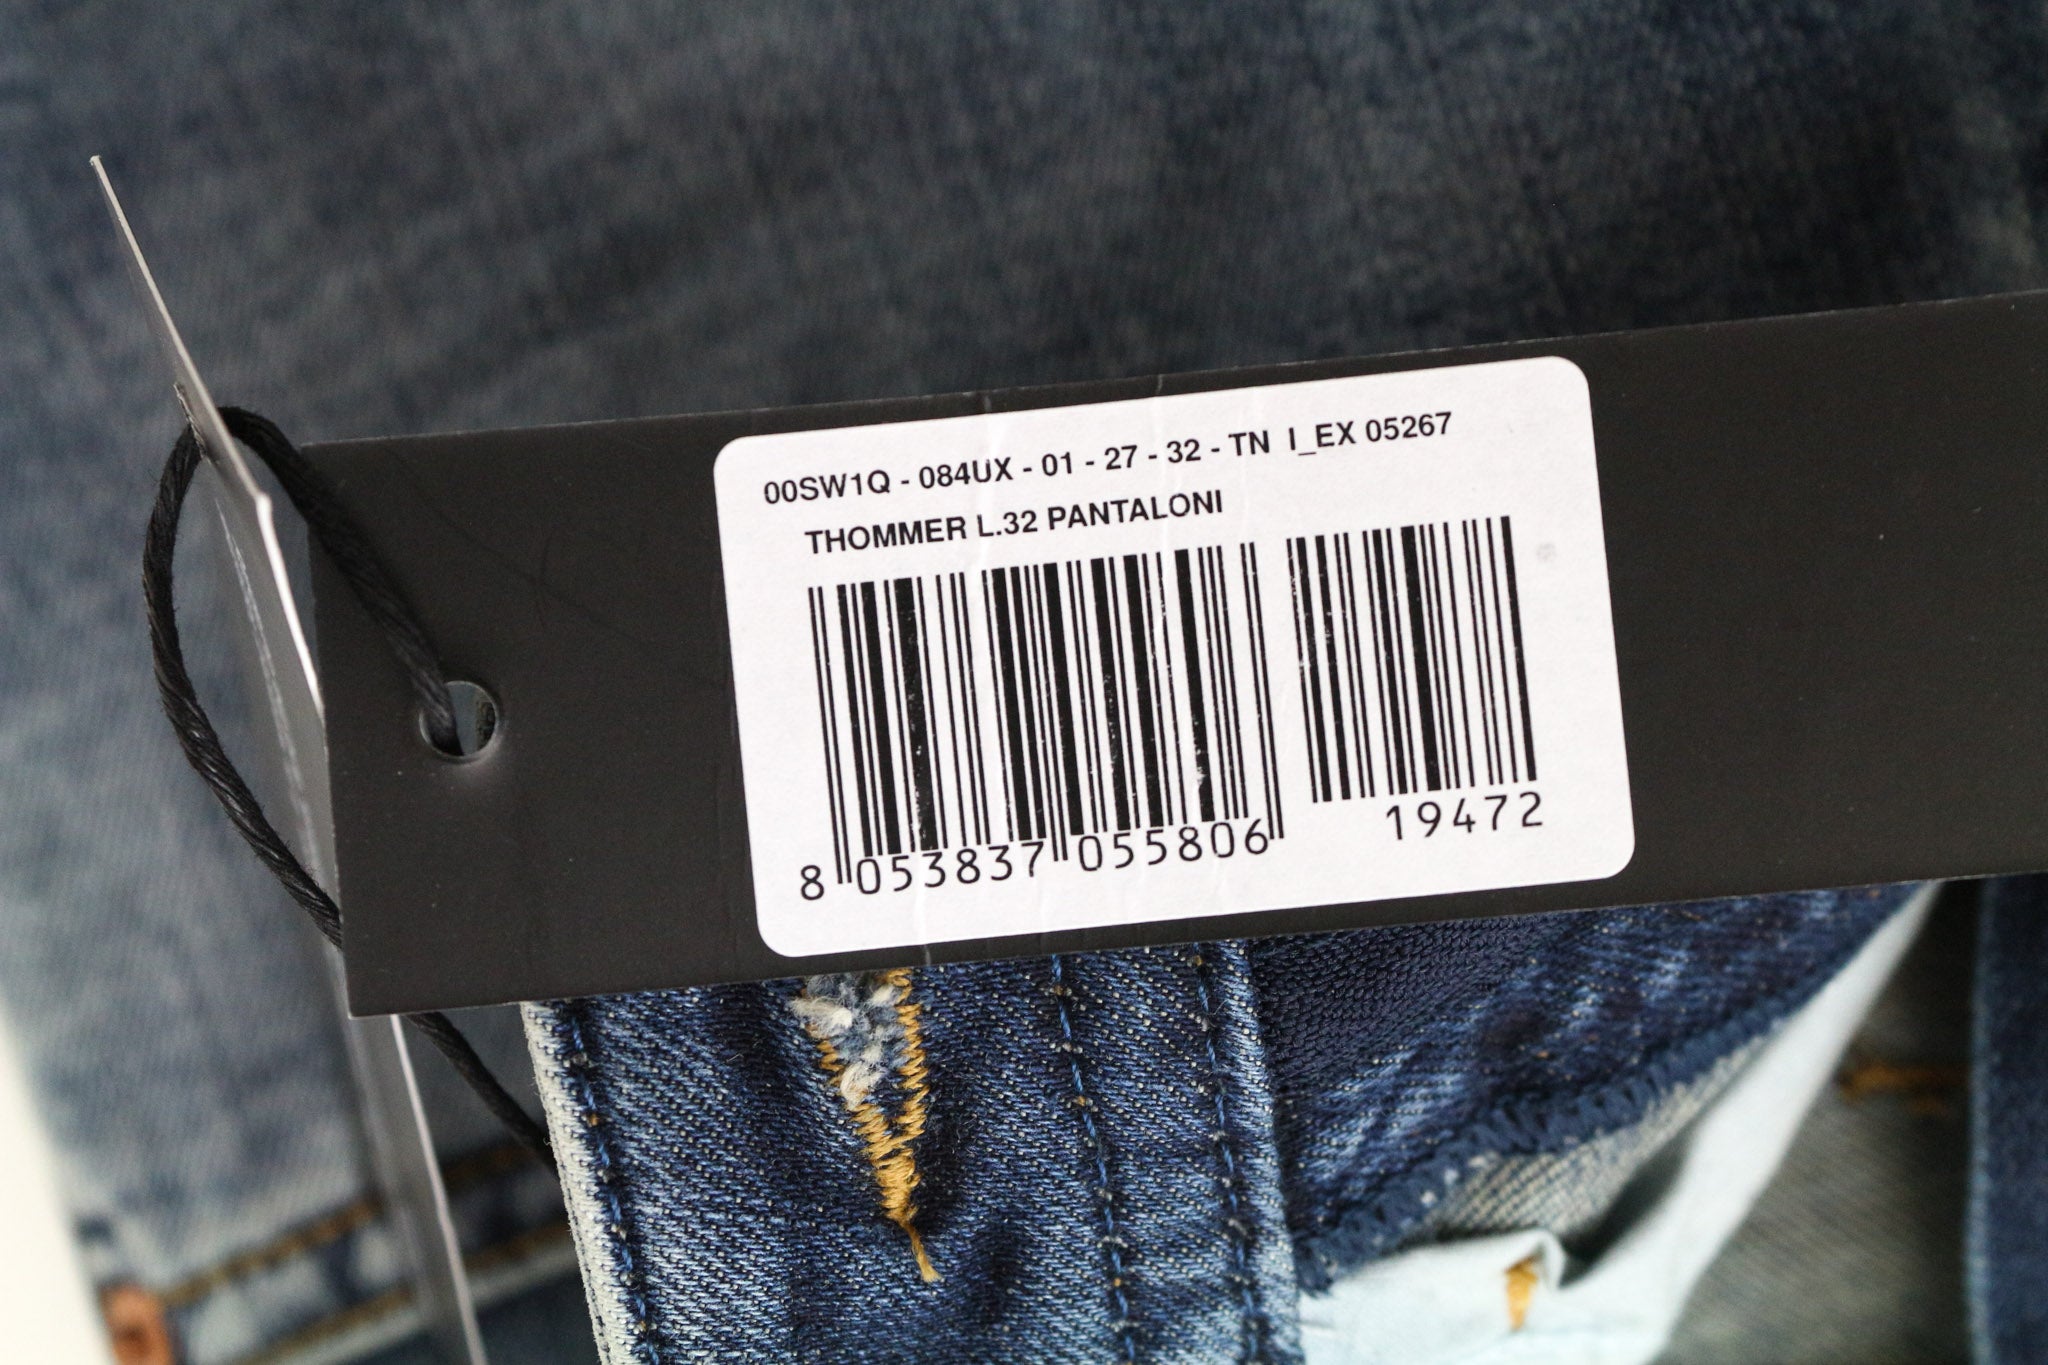 00SW1Q - 084UX - 01 - 27 - 32 - TN I_EX 05267
THOMMER L.32 PANTALONI
8 053837 055806 19472